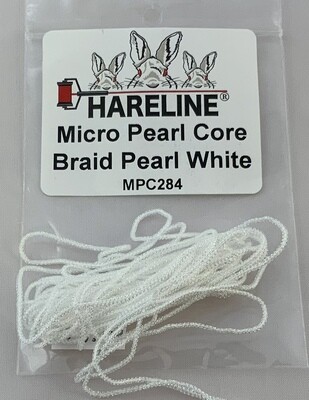 HARELINE®
Micro Pearl Core
Braid Pearl White
MPC284